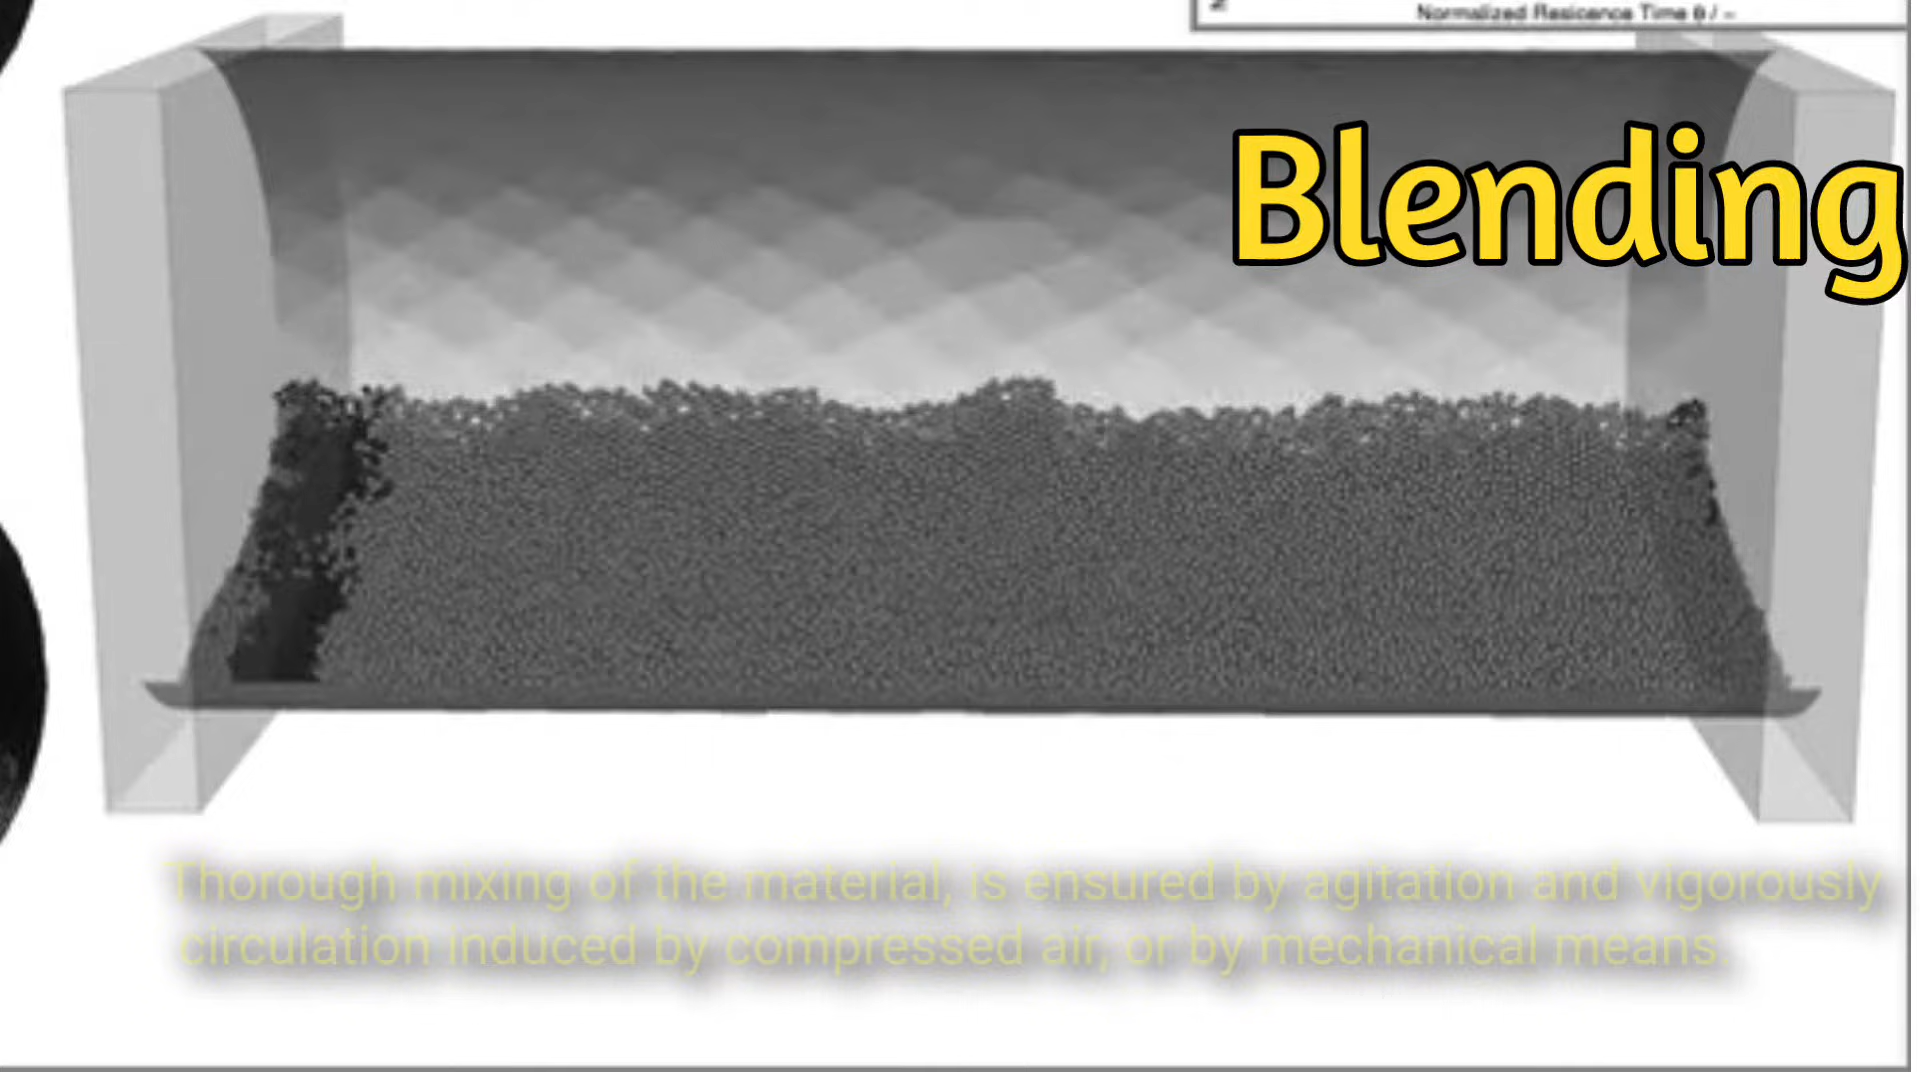 Normalized Resicence Time θ / –
Blending
Thorough mixing of the material, is ensured by agitation and vigorously
circulation induced by compressed air, or by mechanical means.